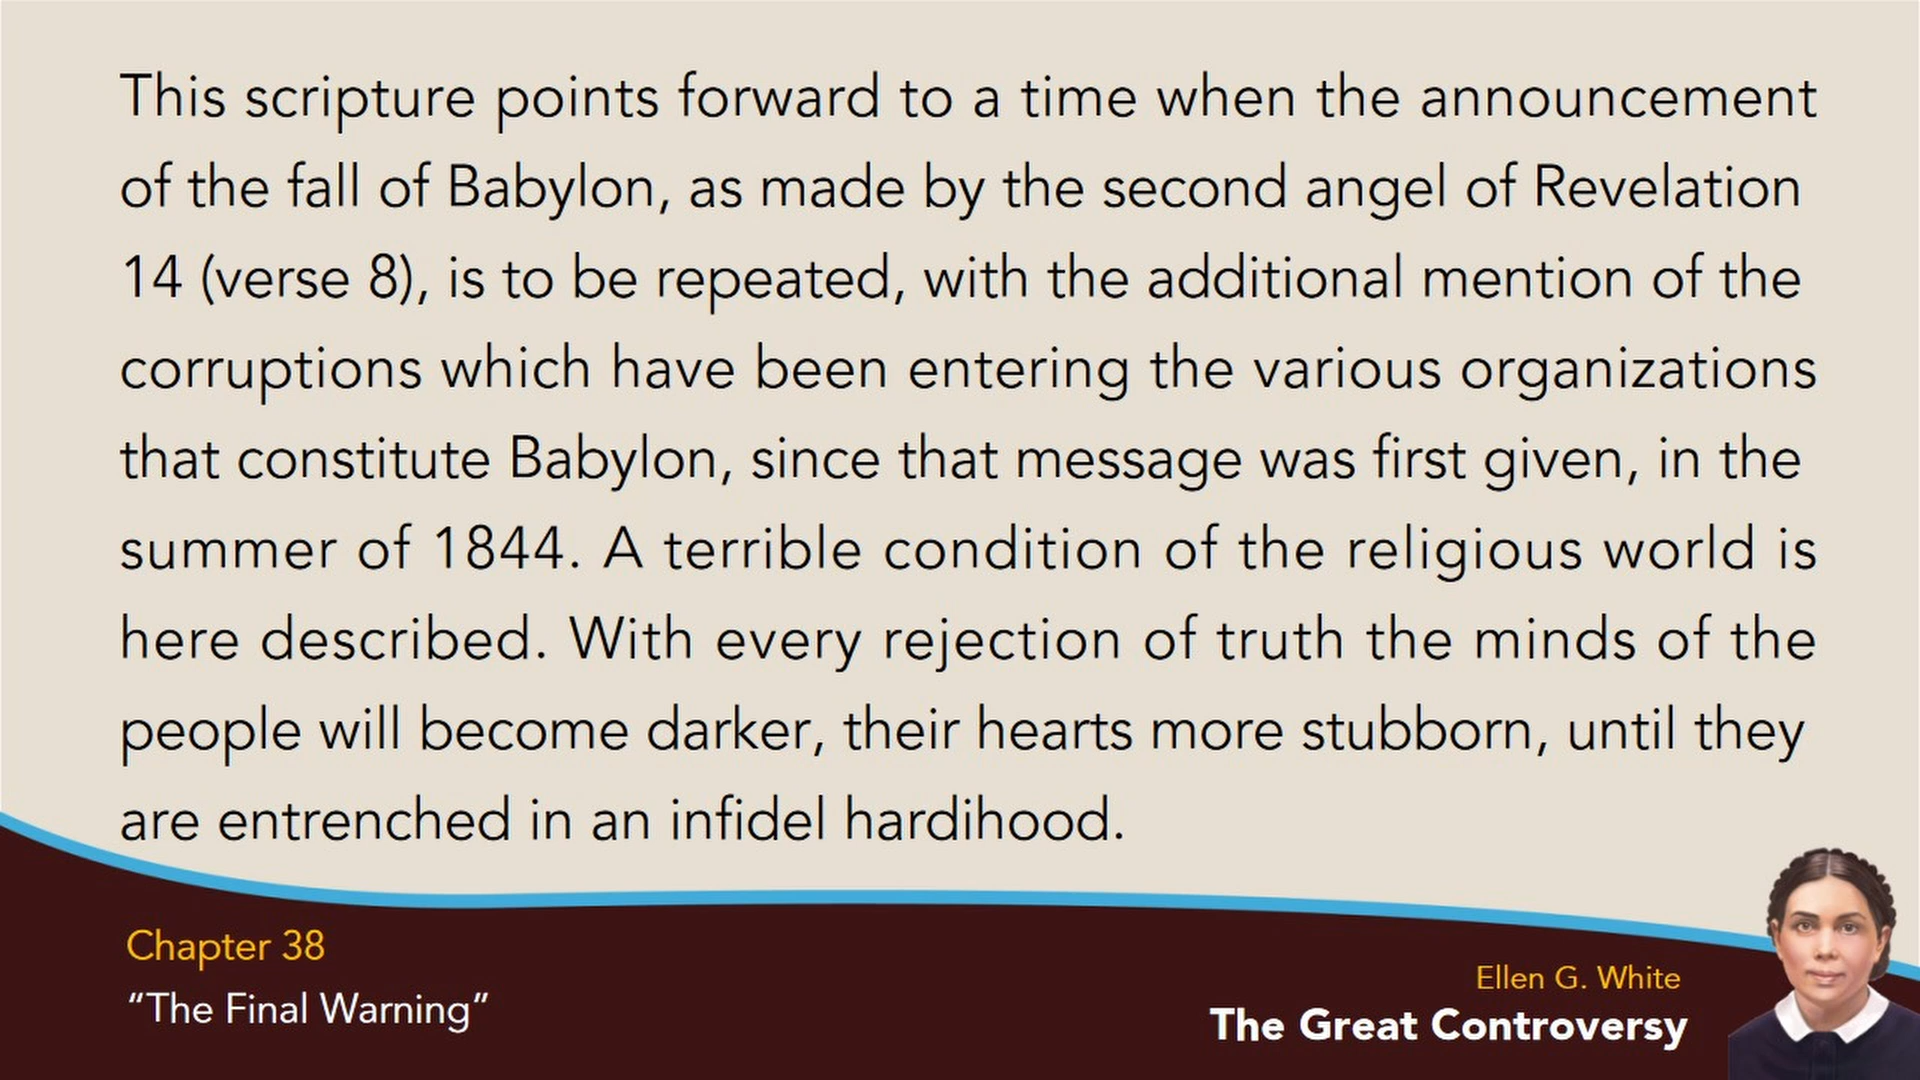 This scripture points forward to a time when the announcement
of the fall of Babylon, as made by the second angel of Revelation
14 (verse 8), is to be repeated, with the additional mention of the
corruptions which have been entering the various organizations
that constitute Babylon, since that message was first given, in the
summer of 1844. A terrible condition of the religious world is
here described. With every rejection of truth the minds of the
people will become darker, their hearts more stubborn, until they
are entrenched in an infidel hardihood.
Chapter 38
“The Final Warning”
Ellen G. White
The Great Controversy